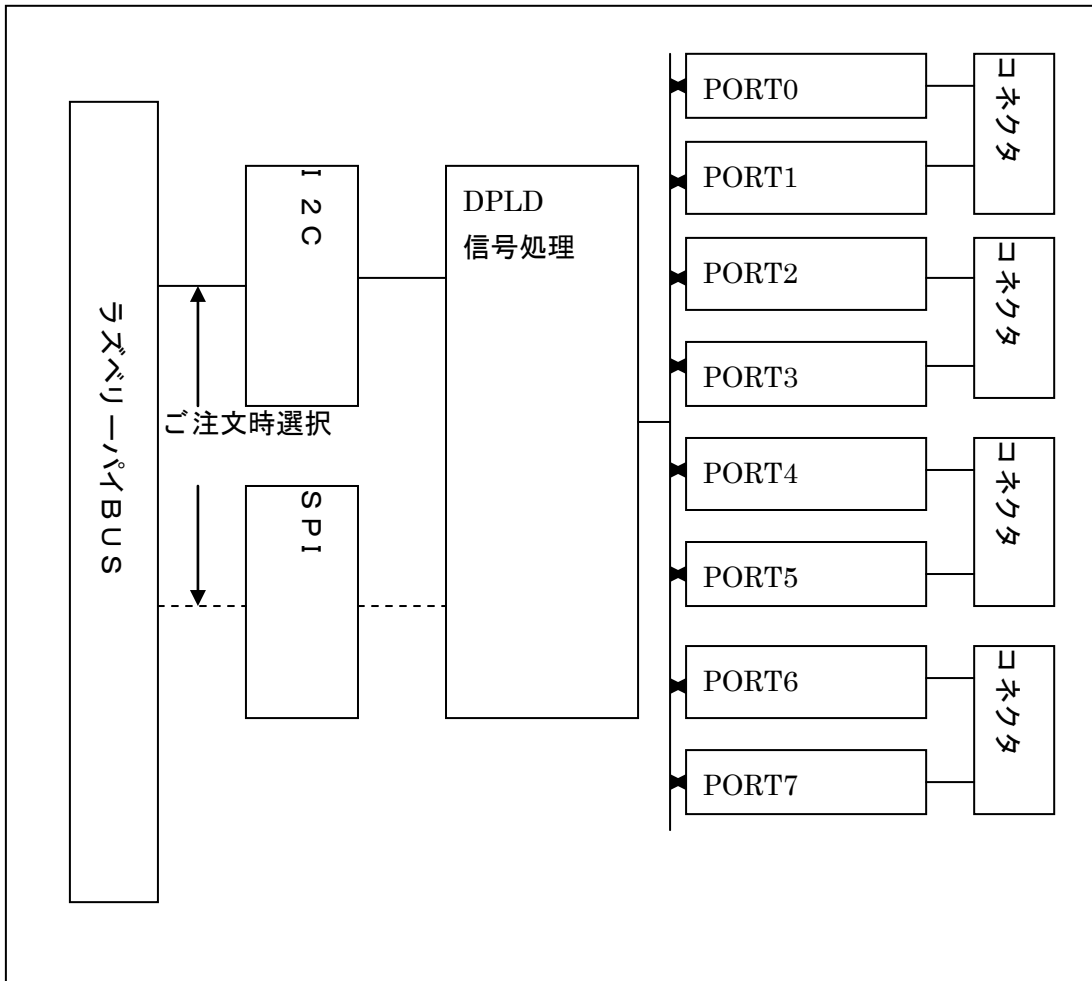 ラズベリーパイBUS
I2C
ご注文時選択
SPI
DPLD
信号処理
PORT0
PORT1
コネクタ
PORT2
PORT3
コネクタ
PORT4
PORT5
コネクタ
PORT6
PORT7
コネクタ